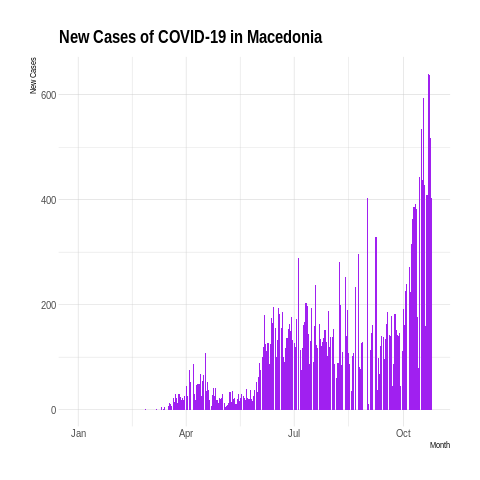 New Cases of COVID-19 in Macedonia
New Cases
600
400
200
0
Jan Apr Jul Oct
Month